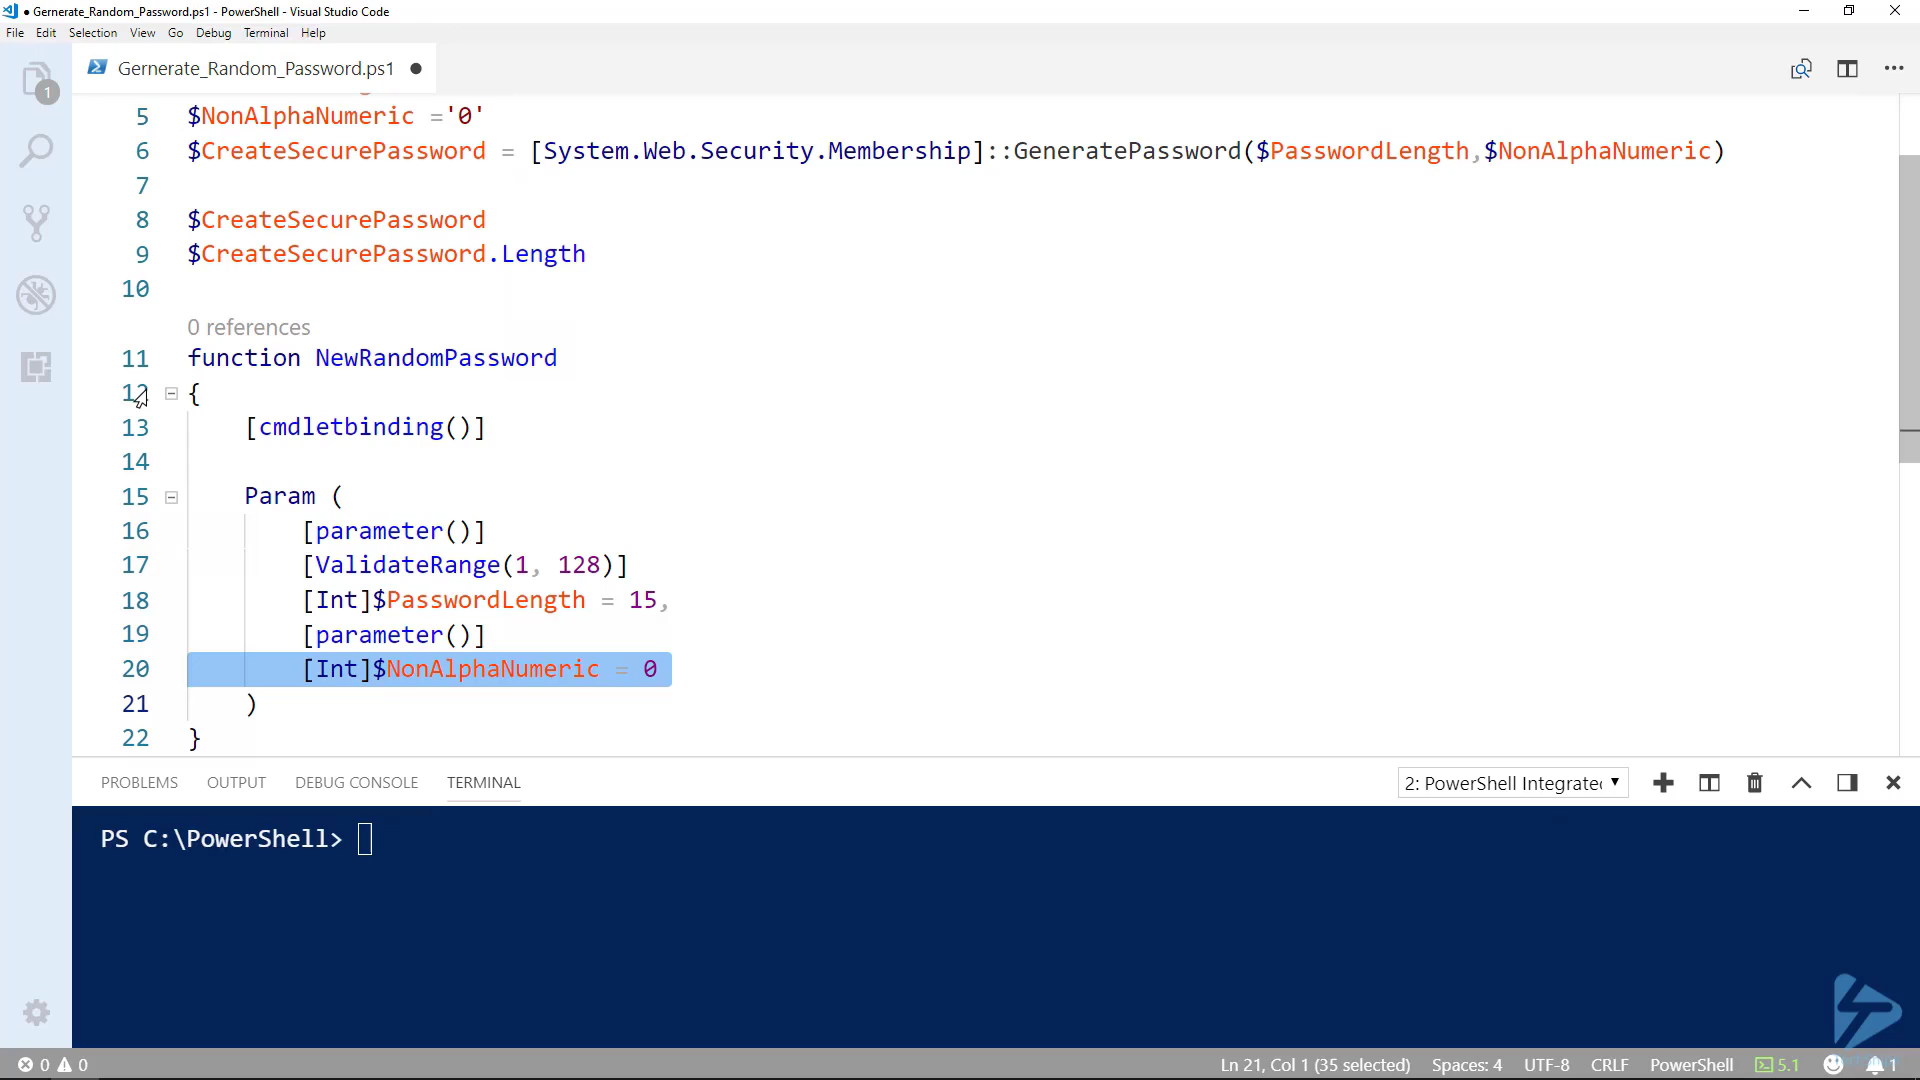 Gernerate_Random_Password.ps1 - PowerShell - Visual Studio Code
File Edit Selection View Go Debug Terminal Help
1
Gernerate_Random_Password.ps1
5 $NonAlphaNumeric ='0'
6 $CreateSecurePassword = [System.Web.Security.Membership]::GeneratePassword($PasswordLength,$NonAlphaNumeric)
7
8 $CreateSecurePassword
9 $CreateSecurePassword.Length
10
0 references
11 function NewRandomPassword
12 {
13 [cmdletbinding()]
14
15 Param (
16 [parameter()]
17 [ValidateRange(1, 128)]
18 [Int]$PasswordLength = 15,
19 [parameter()]
20 [Int]$NonAlphaNumeric = 0
21 )
22 }
PROBLEMS OUTPUT DEBUG CONSOLE TERMINAL 2: PowerShell Integrate
PS C:\PowerShell>
0 0 Ln 21, Col 1 (35 selected) Spaces: 4 UTF-8 CRLF PowerShell 5.1 1